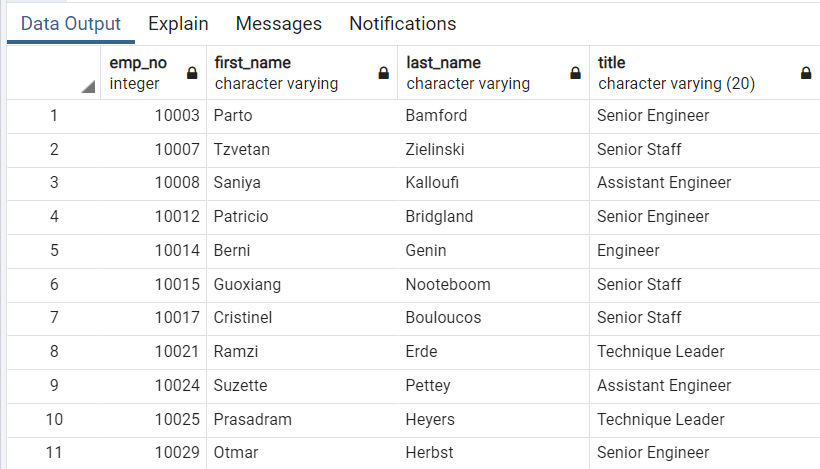 Data Output Explain Messages Notifications
emp_no first_name last_name title
integer character varying character varying character varying (20)
1 10003 Parto Bamford Senior Engineer
2 10007 Tzvetan Zielinski Senior Staff
3 10008 Saniya Kalloufi Assistant Engineer
4 10012 Patricio Bridgland Senior Engineer
5 10014 Berni Genin Engineer
6 10015 Guoxiang Nooteboom Senior Staff
7 10017 Cristinel Bouloucos Senior Staff
8 10021 Ramzi Erde Technique Leader
9 10024 Suzette Pettey Assistant Engineer
10 10025 Prasadram Heyers Technique Leader
11 10029 Otmar Herbst Senior Engineer